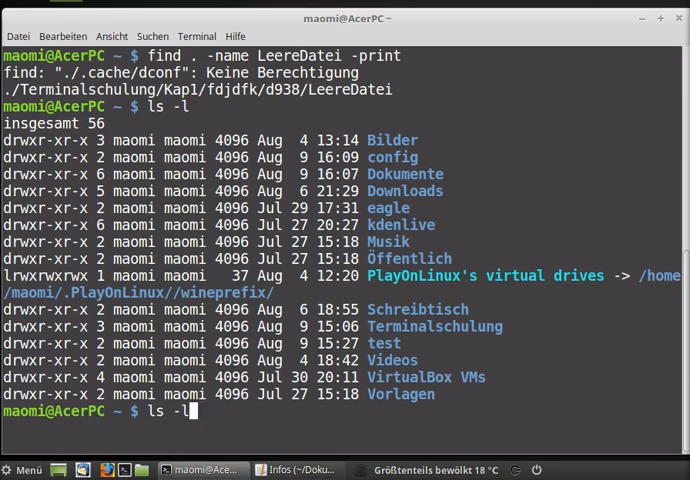 maomi@AcerPC ~
Datei Bearbeiten Ansicht Suchen Terminal Hilfe
maomi@AcerPC ~ $ find . -name LeereDatei -print
find: "./.cache/dconf": Keine Berechtigung
./Terminalschulung/Kap1/fdjdfk/d938/LeereDatei
maomi@AcerPC ~ $ ls -l
insgesamt 56
drwxr-xr-x 3 maomi maomi 4096 Aug  4 13:14 Bilder
drwxr-xr-x 2 maomi maomi 4096 Aug  9 16:09 config
drwxr-xr-x 6 maomi maomi 4096 Aug  9 16:07 Dokumente
drwxr-xr-x 5 maomi maomi 4096 Aug  6 21:29 Downloads
drwxr-xr-x 2 maomi maomi 4096 Jul 29 17:31 eagle
drwxr-xr-x 6 maomi maomi 4096 Jul 27 20:27 kdenlive
drwxr-xr-x 2 maomi maomi 4096 Jul 27 15:18 Musik
drwxr-xr-x 2 maomi maomi 4096 Jul 27 15:18 Öffentlich
lrwxrwxrwx 1 maomi maomi   37 Aug  4 12:20 PlayOnLinux's virtual drives -> /home
/maomi/.PlayOnLinux//wineprefix/
drwxr-xr-x 2 maomi maomi 4096 Aug  6 18:55 Schreibtisch
drwxr-xr-x 3 maomi maomi 4096 Aug  9 15:06 Terminalschulung
drwxr-xr-x 2 maomi maomi 4096 Aug  9 15:27 test
drwxr-xr-x 2 maomi maomi 4096 Aug  4 18:42 Videos
drwxr-xr-x 4 maomi maomi 4096 Jul 30 20:11 VirtualBox VMs
drwxr-xr-x 2 maomi maomi 4096 Jul 27 15:18 Vorlagen
maomi@AcerPC ~ $ ls -l
Menü maomi@Ace... Infos (~/Doku... Größtenteils bewölkt 18 °C